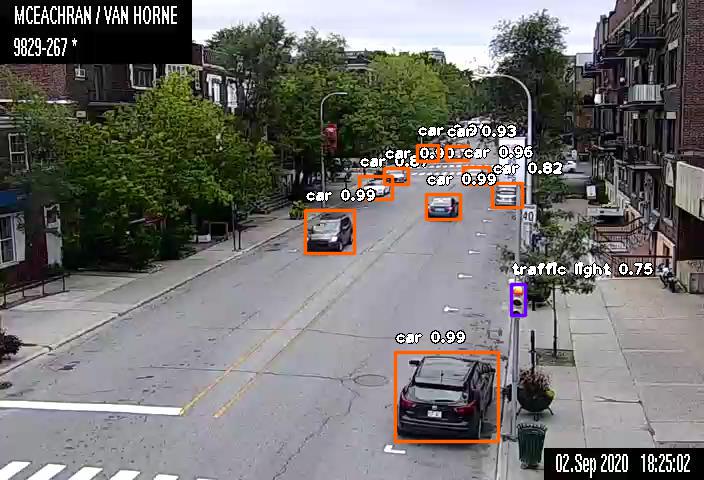 MCEACHRAN / VAN HORNE
9829-267 *
car 0.93
car 0.96
car 0.82
car 0.99
car 0.99
40
traffic light 0.75
car 0.99
02.Sep 2020 18:25:02